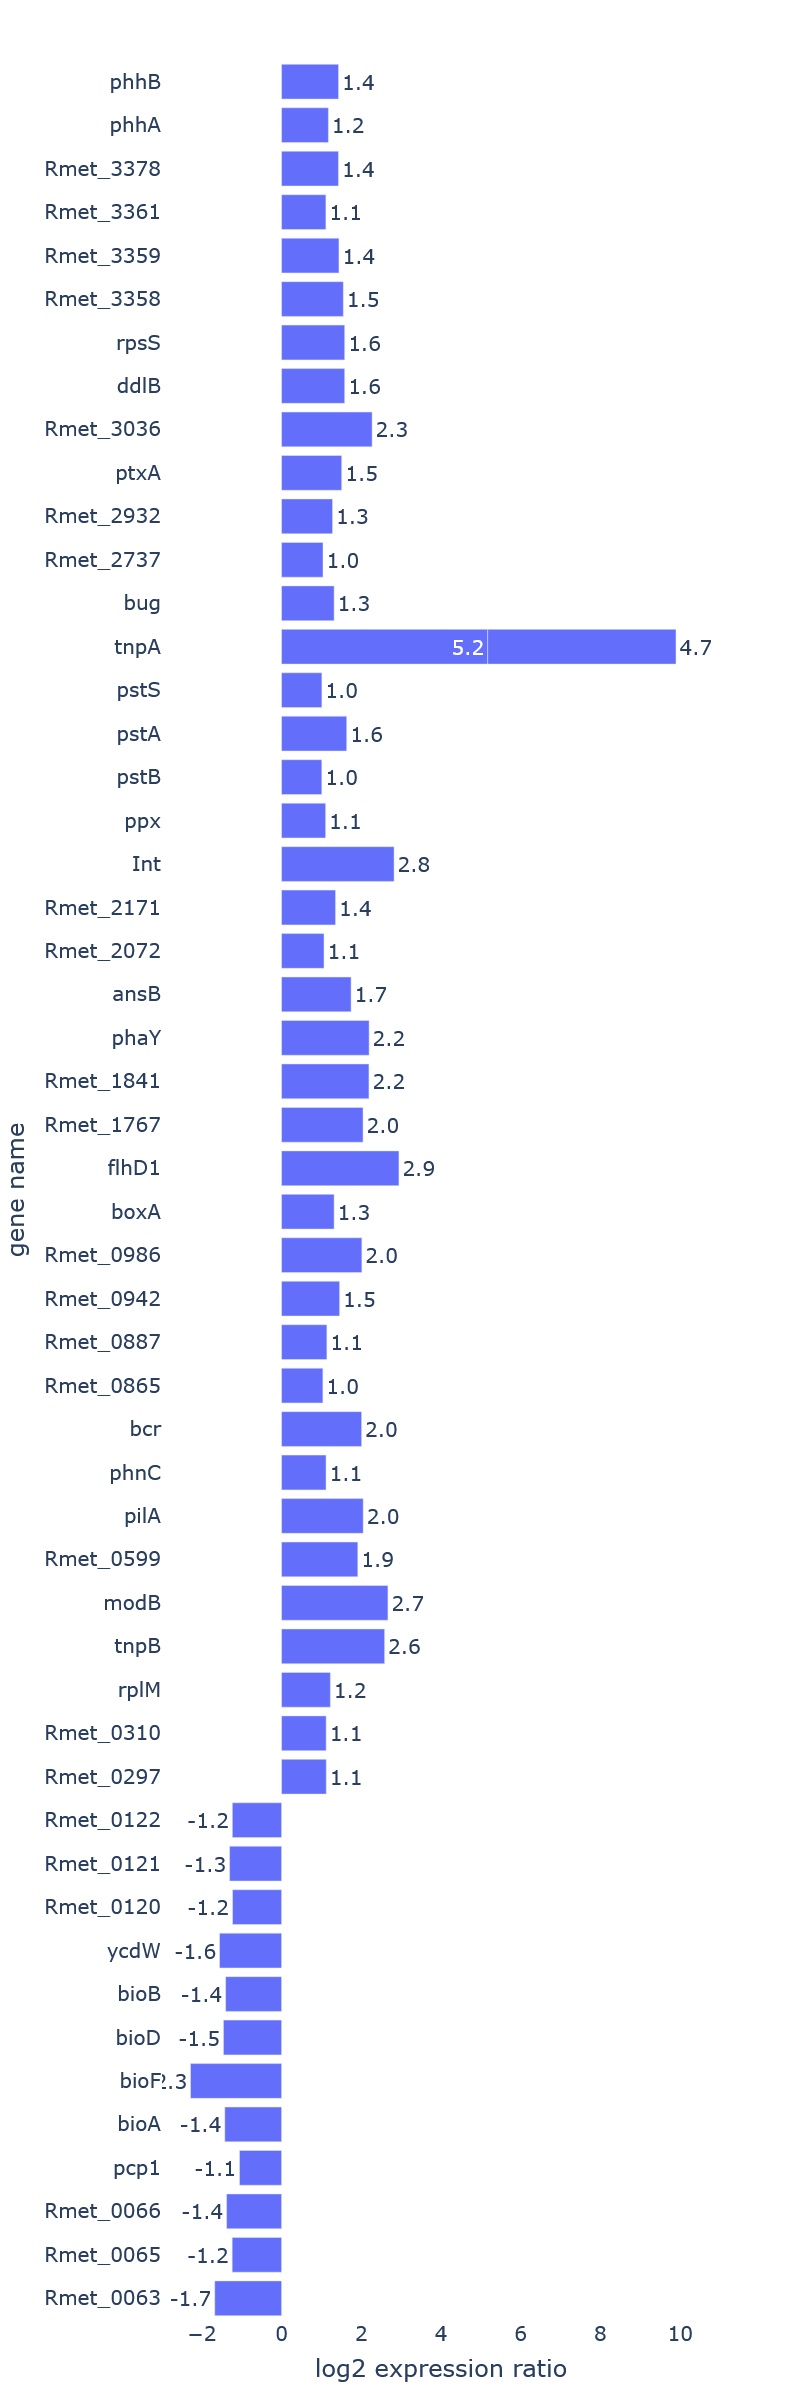 phhB 1.4
phhA 1.2
Rmet_3378 1.4
Rmet_3361 1.1
Rmet_3359 1.4
Rmet_3358 1.5
rpsS 1.6
ddlB 1.6
Rmet_3036 2.3
ptxA 1.5
Rmet_2932 1.3
Rmet_2737 1.0
bug 1.3
tnpA 5.2 4.7
pstS 1.0
pstA 1.6
pstB 1.0
ppx 1.1
Int 2.8
Rmet_2171 1.4
Rmet_2072 1.1
ansB 1.7
phaY 2.2
Rmet_1841 2.2
Rmet_1767 2.0
flhD1 2.9
boxA 1.3
Rmet_0986 2.0
Rmet_0942 1.5
Rmet_0887 1.1
Rmet_0865 1.0
bcr 2.0
phnC 1.1
pilA 2.0
Rmet_0599 1.9
modB 2.7
tnpB 2.6
rplM 1.2
Rmet_0310 1.1
Rmet_0297 1.1
Rmet_0122 -1.2
Rmet_0121 -1.3
Rmet_0120 -1.2
ycdW -1.6
bioB -1.4
bioD -1.5
bioF
bioA -1.4
pcp1 -1.1
Rmet_0066 -1.4
Rmet_0065 -1.2
Rmet_0063 -1.7
−2 0 2 4 6 8 10
log2 expression ratio
gene name